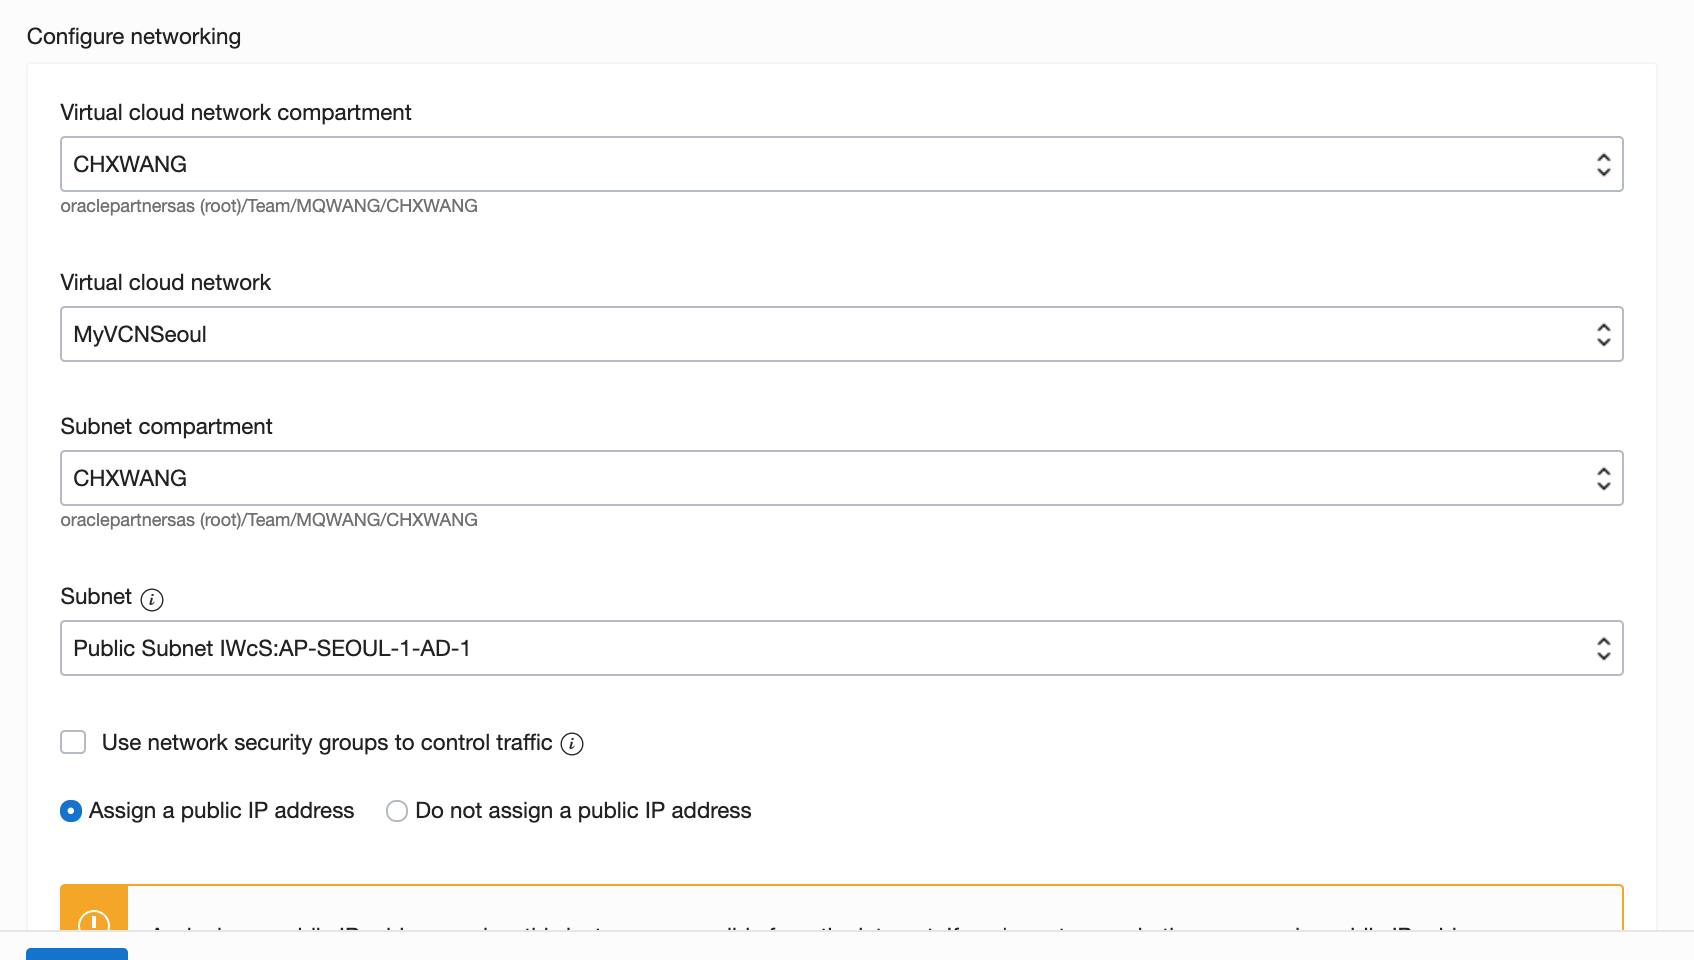 Configure networking
Virtual cloud network compartment
CHXWANG
oraclepartnersas (root)/Team/MQWANG/CHXWANG
Virtual cloud network
MyVCNSeoul
Subnet compartment
CHXWANG
oraclepartnersas (root)/Team/MQWANG/CHXWANG
Subnet
Public Subnet IWcS:AP-SEOUL-1-AD-1
Use network security groups to control traffic
Assign a public IP address Do not assign a public IP address